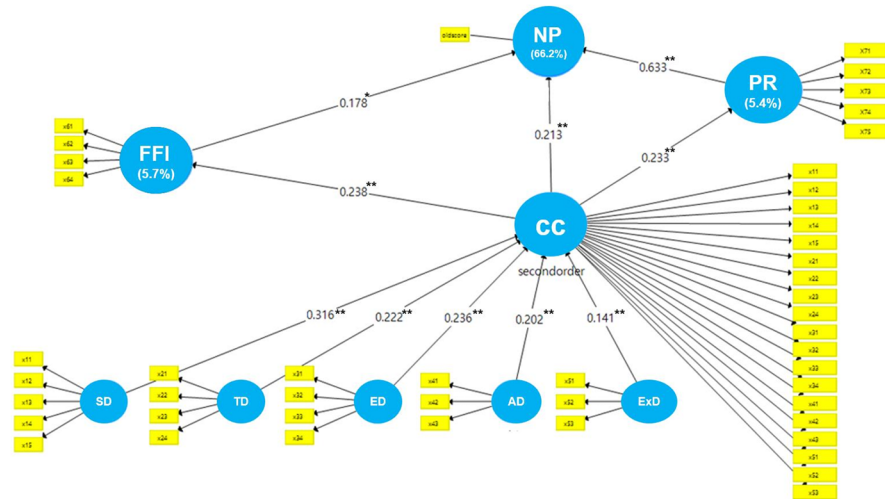 NP
(66.2%)
oldscore
PR
(5.4%)
X71
X72
X73
X74
X75
0.633**
0.178*
0.213**
0.233**
0.238**
x61
x62
x63
x64
FFI
(5.7%)
CC
secondorder
x11
x12
x13
x14
x15
x21
x22
x23
x24
x31
x32
x33
x34
x41
x42
x43
x51
x52
x53
0.316**
0.222**
0.236**
0.202**
0.141**
x11
x12
x13
x14
x15
SD
x21
x22
x23
x24
TD
x31
x32
x33
x34
ED
x41
x42
x43
AD
x51
x52
x53
ExD